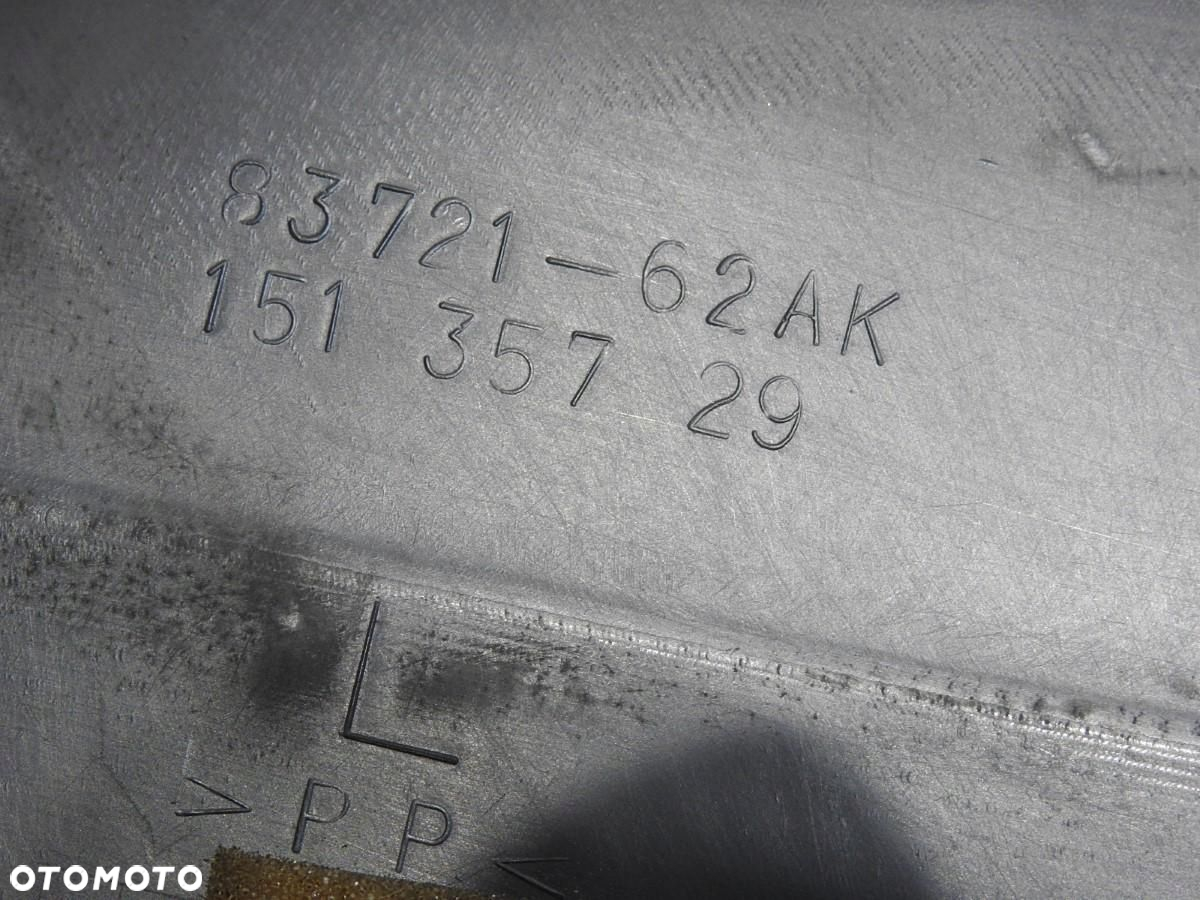 83721-62AK
151 357 29
L
>PP<
OTOMOTO